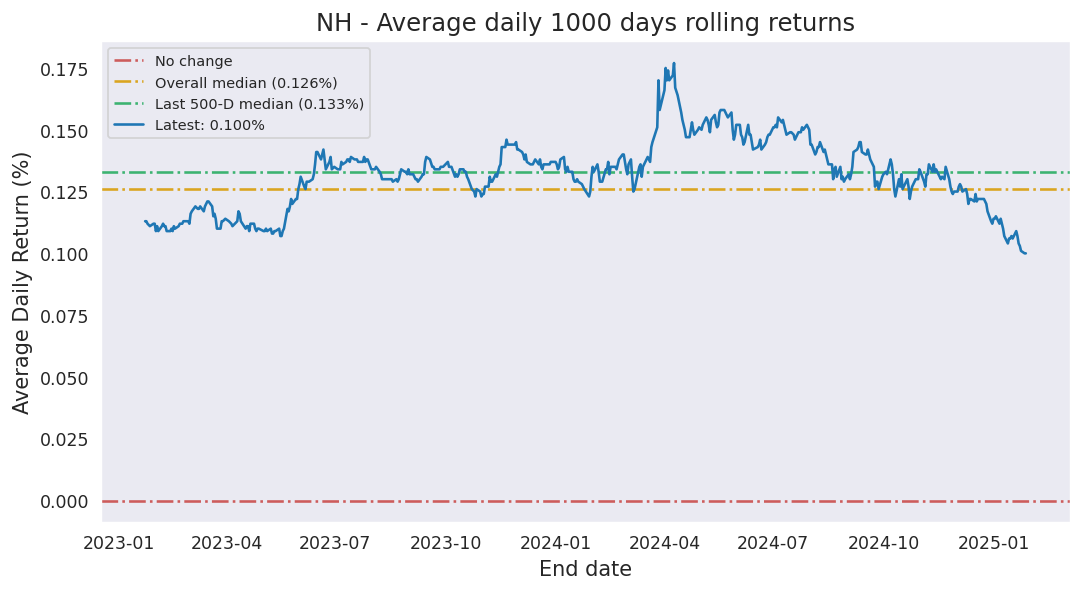 NH - Average daily 1000 days rolling returns
No change
Overall median (0.126%)
Last 500-D median (0.133%)
Latest: 0.100%
Average Daily Return (%)
0.175
0.150
0.125
0.100
0.075
0.050
0.025
0.000
2023-01 2023-04 2023-07 2023-10 2024-01 2024-04 2024-07 2024-10 2025-01
End date